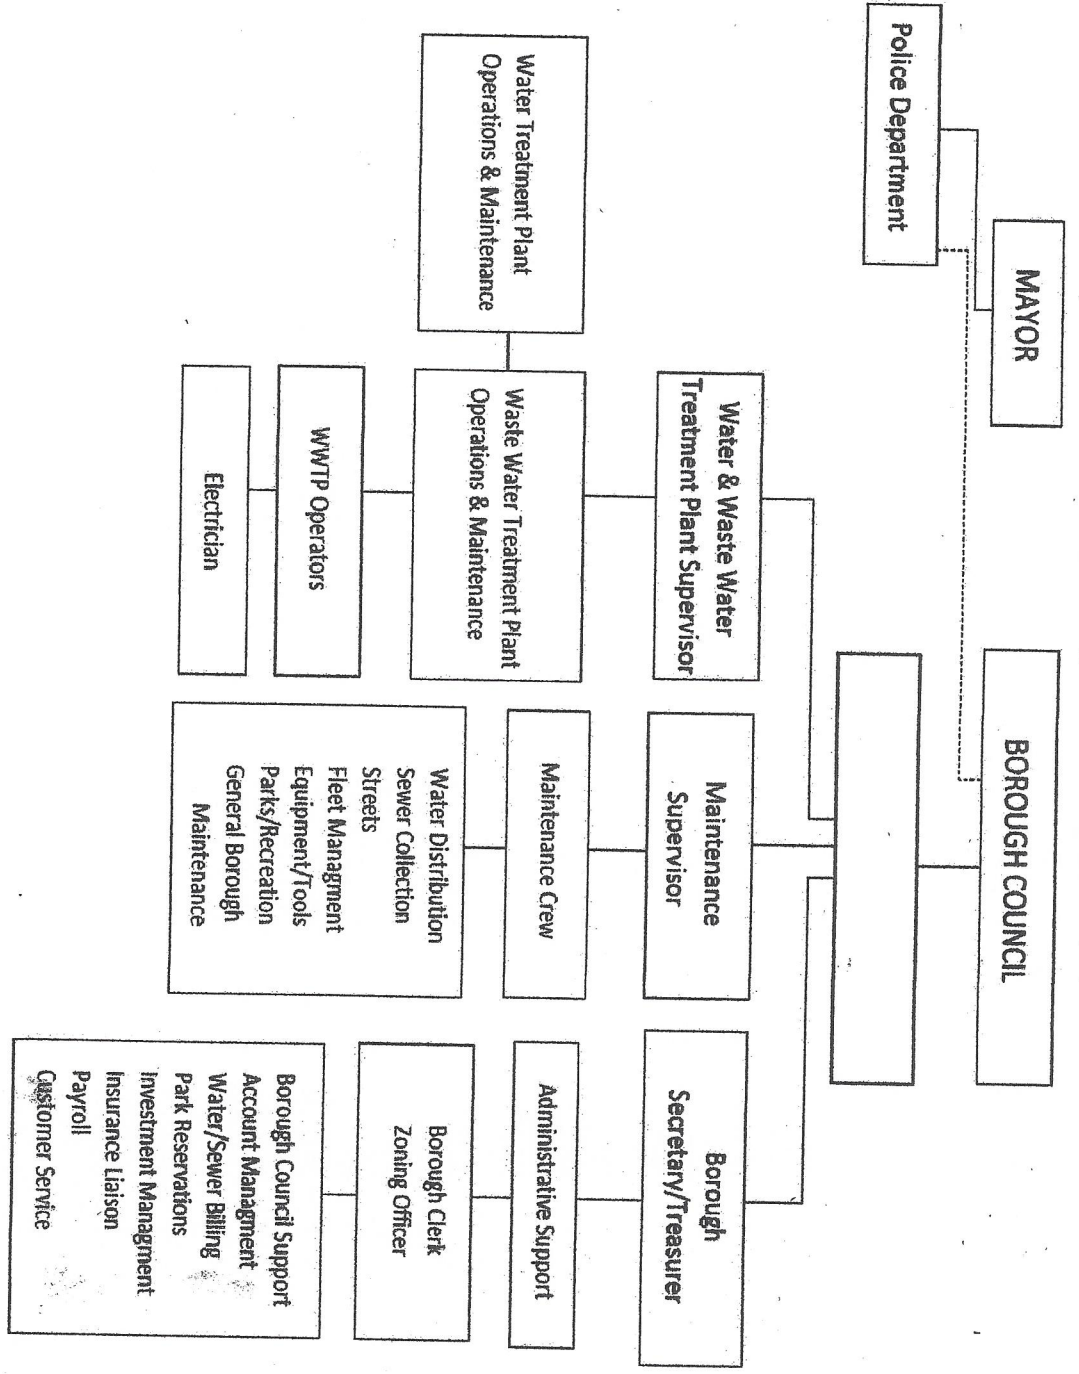 MAYOR
BOROUGH COUNCIL
Police Department
Water & Waste Water
Treatment Plant Supervisor
Maintenance
Supervisor
Borough
Secretary/Treasurer
Water Treatment Plant
Operations & Maintenance
Waste Water Treatment Plant
Operations & Maintenance
Maintenance Crew
Administrative Support
WWTP Operators
Electrician
Water Distribution
Sewer Collection
Streets
Fleet Managment
Equipment/Tools
Parks/Recreation
General Borough
Maintenance
Borough Clerk
Zoning Officer
Borough Council Support
Account Managment
Water/Sewer Billing
Park Reservations
Investment Managment
Insurance Liaison
Payroll
Customer Service